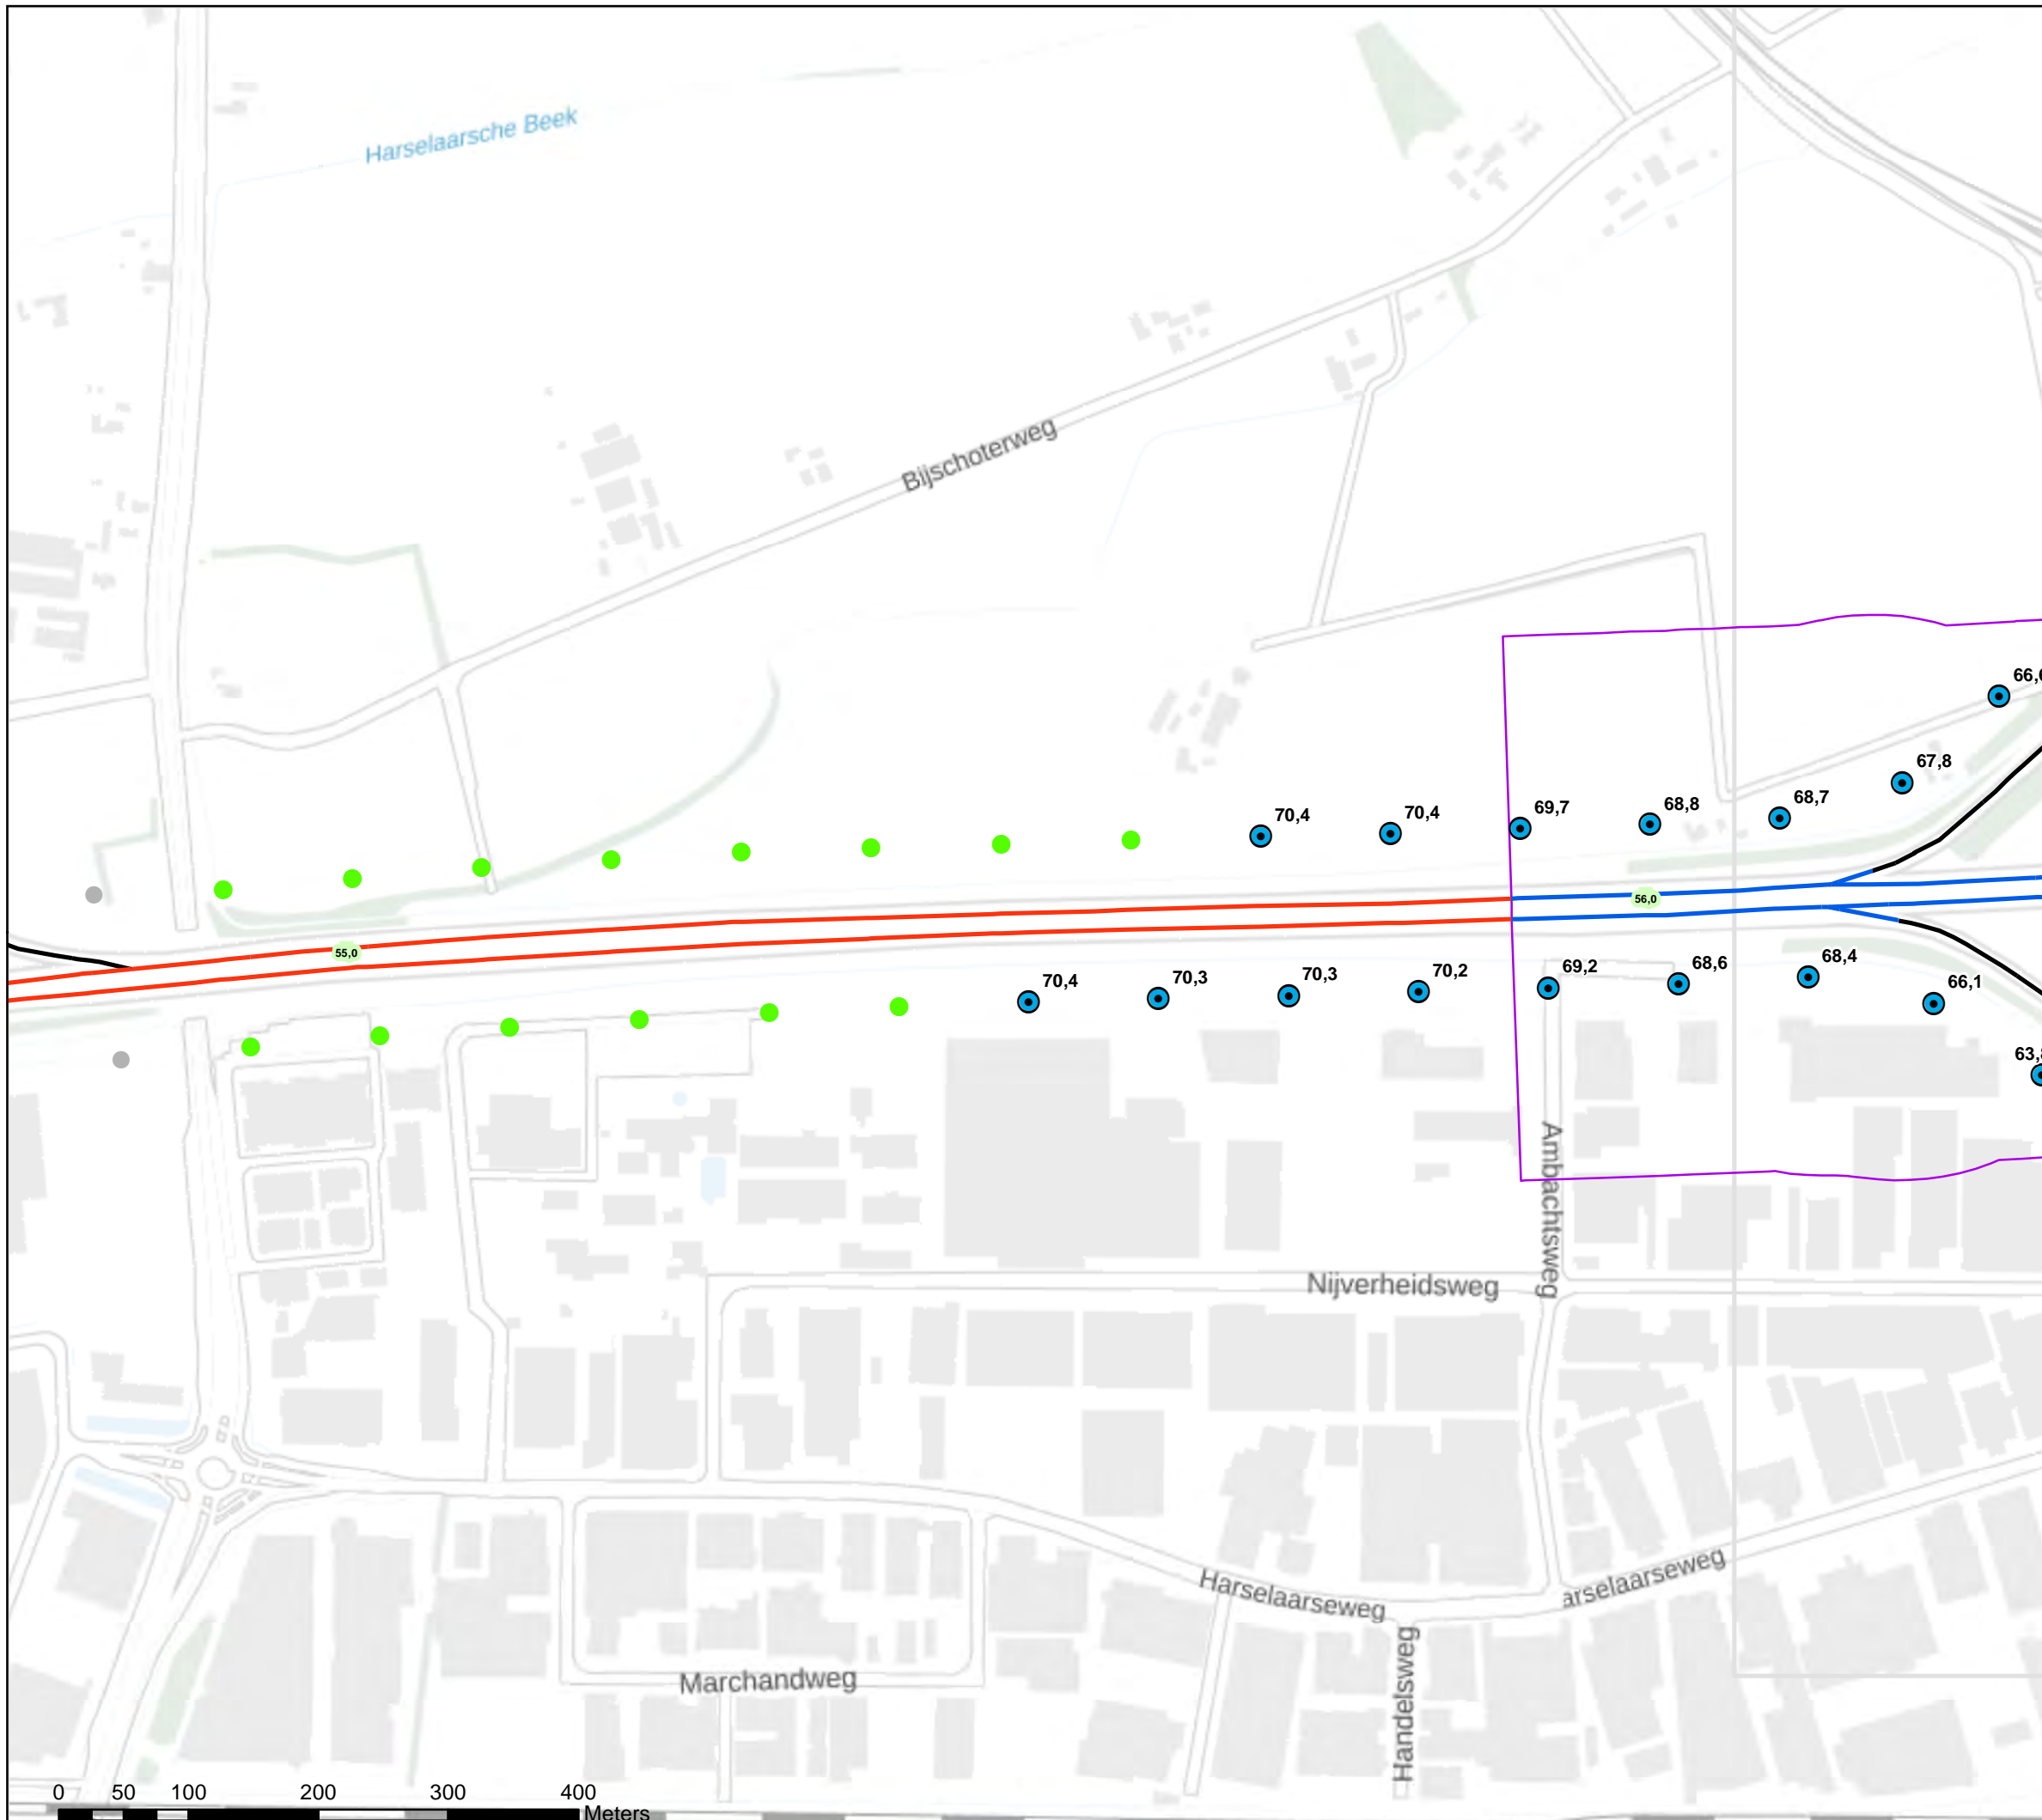 Harselaarsche Beek
Bijschoterweg
66,
67,8
70,4
70,4
69,7
68,8
68,7
55,0
56,0
70,4
70,3
70,3
70,2
69,2
68,6
68,4
66,1
63,
Ambachtsweg
Nijverheidsweg
Harselaarseweg
arselaarseweg
Marchandweg
Handelsweg
0 50 100 200 300 400
Meters